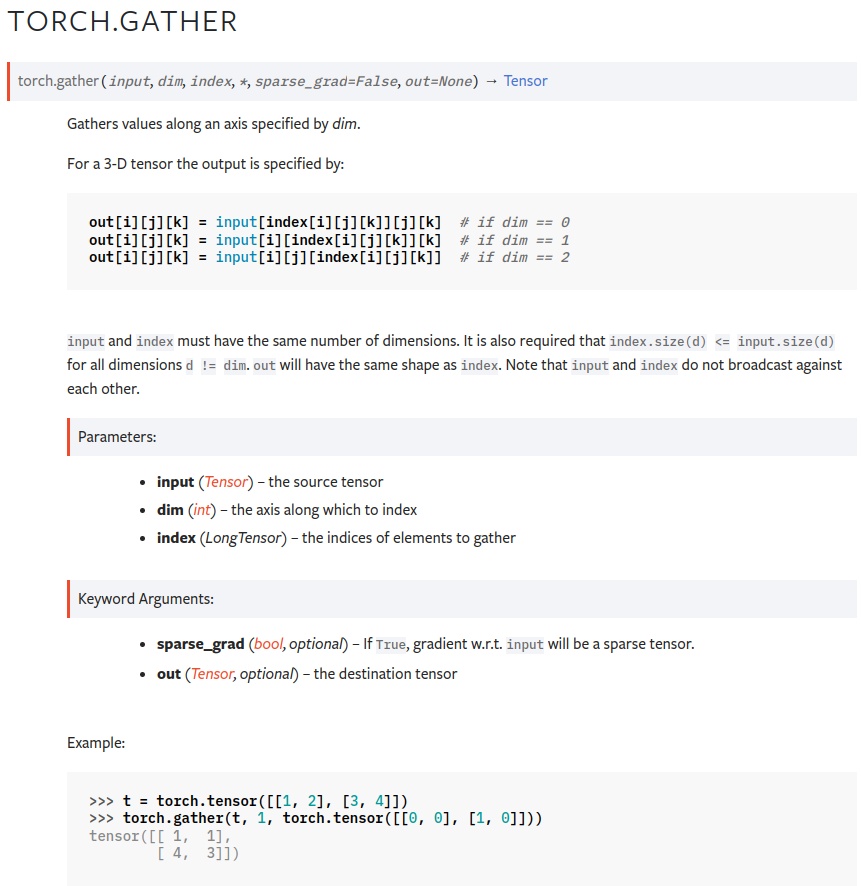 TORCH.GATHER
torch.gather(input, dim, index, *, sparse_grad=False, out=None) → Tensor
Gathers values along an axis specified by dim.
For a 3-D tensor the output is specified by:
out[i][j][k] = input[index[i][j][k]][j][k]  # if dim == 0
out[i][j][k] = input[i][index[i][j][k]][k]  # if dim == 1
out[i][j][k] = input[i][j][index[i][j][k]]  # if dim == 2
input and index must have the same number of dimensions. It is also required that index.size(d) <= input.size(d)
for all dimensions d != dim. out will have the same shape as index. Note that input and index do not broadcast against
each other.
Parameters:
• input (Tensor) – the source tensor
• dim (int) – the axis along which to index
• index (LongTensor) – the indices of elements to gather
Keyword Arguments:
• sparse_grad (bool, optional) – If True, gradient w.r.t. input will be a sparse tensor.
• out (Tensor, optional) – the destination tensor
Example:
>>> t = torch.tensor([[1, 2], [3, 4]])
>>> torch.gather(t, 1, torch.tensor([[0, 0], [1, 0]]))
tensor([[ 1,  1],
        [ 4,  3]])